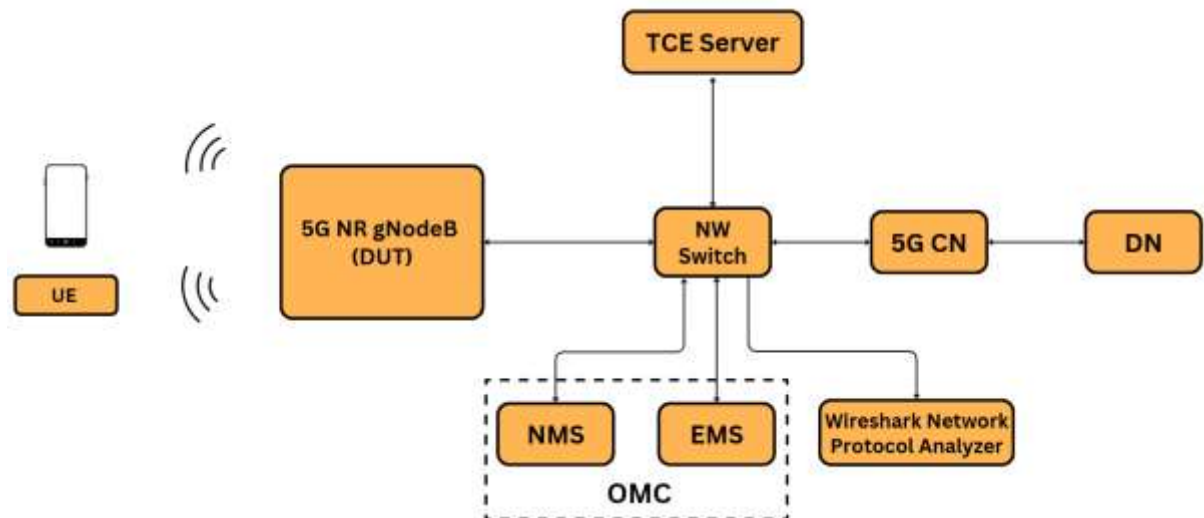 TCE Server
5G NR gNodeB
(DUT)
NW
Switch
5G CN
DN
UE
NMS
EMS
Wireshark Network
Protocol Analyzer
OMC